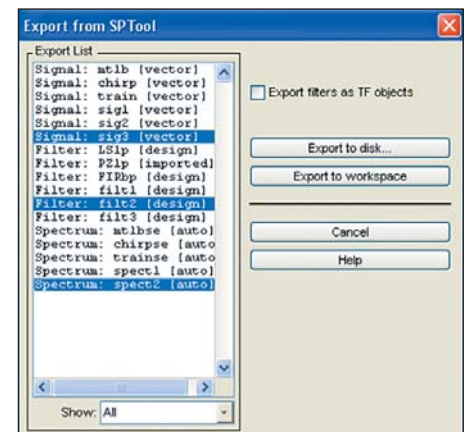 Export from SPTool
Export List
Signal: mtlb [vector]
Signal: chirp [vector]
Signal: train [vector]
Signal: sig1 [vector]
Signal: sig2 [vector]
Signal: sig3 [vector]
Filter: LSlp [design]
Filter: PZlp [imported]
Filter: FIRbp [design]
Filter: filt1 [design]
Filter: filt2 [design]
Filter: filt3 [design]
Spectrum: mtlbse [auto]
Spectrum: chirpse [auto
Spectrum: trainse [auto
Spectrum: spect1 [auto]
Spectrum: spect2 [auto]
Show: All
Export filters as TF objects
Export to disk...
Export to workspace
Cancel
Help